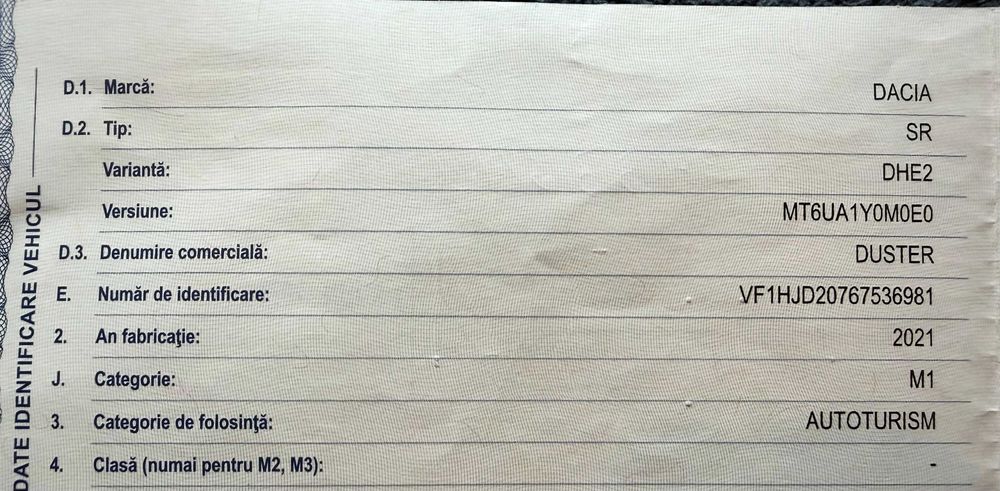 DATE IDENTIFICARE VEHICUL
D.1. Marcă: DACIA
D.2. Tip: SR
Variantă: DHE2
Versiune: MT6UA1Y0M0E0
D.3. Denumire comercială: DUSTER
E. Număr de identificare: VF1HJD20767536981
2. An fabricaţie: 2021
J. Categorie: M1
3. Categorie de folosinţă: AUTOTURISM
4. Clasă (numai pentru M2, M3): -